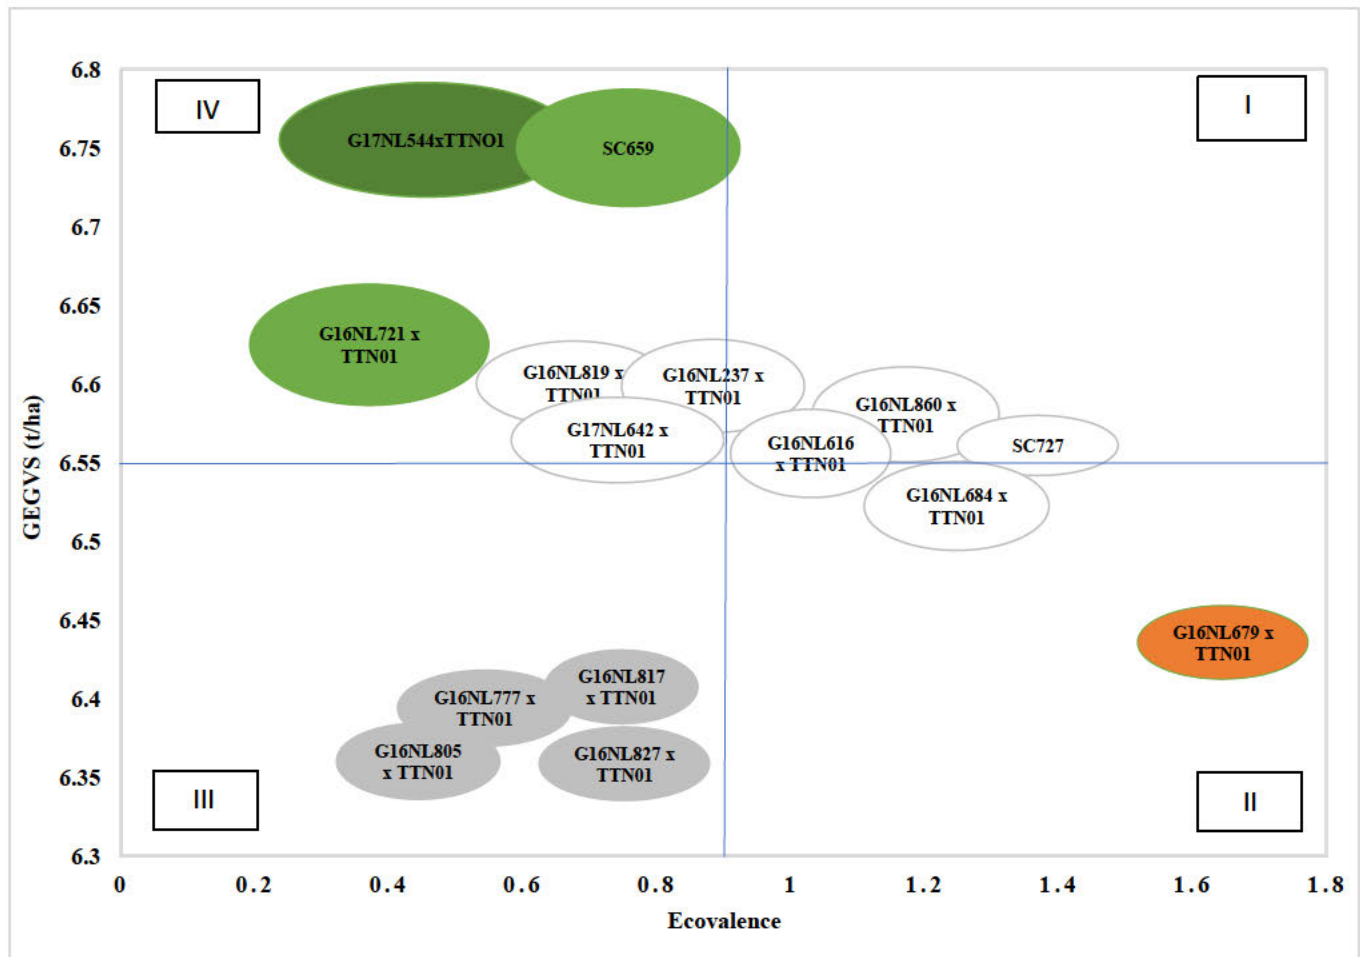 6.8
IV
I
G17NL544xTTNO1
SC659
6.75
6.7
6.65
G16NL721 x
TTN01
G16NL819 x
TTN01
G16NL237 x
TTN01
6.6
G16NL860 x
TTN01
G17NL642 x
TTN01
G16NL616
x TTN01
SC727
6.55
G16NL684 x
TTN01
6.5
GEGVS (t/ha)
6.45
G16NL679 x
TTN01
G16NL817
x TTN01
6.4
G16NL777 x
TTN01
G16NL805
x TTN01
G16NL827 x
TTN01
6.35
III
II
6.3
0 0.2 0.4 0.6 0.8 1 1.2 1.4 1.6 1.8
Ecovalence